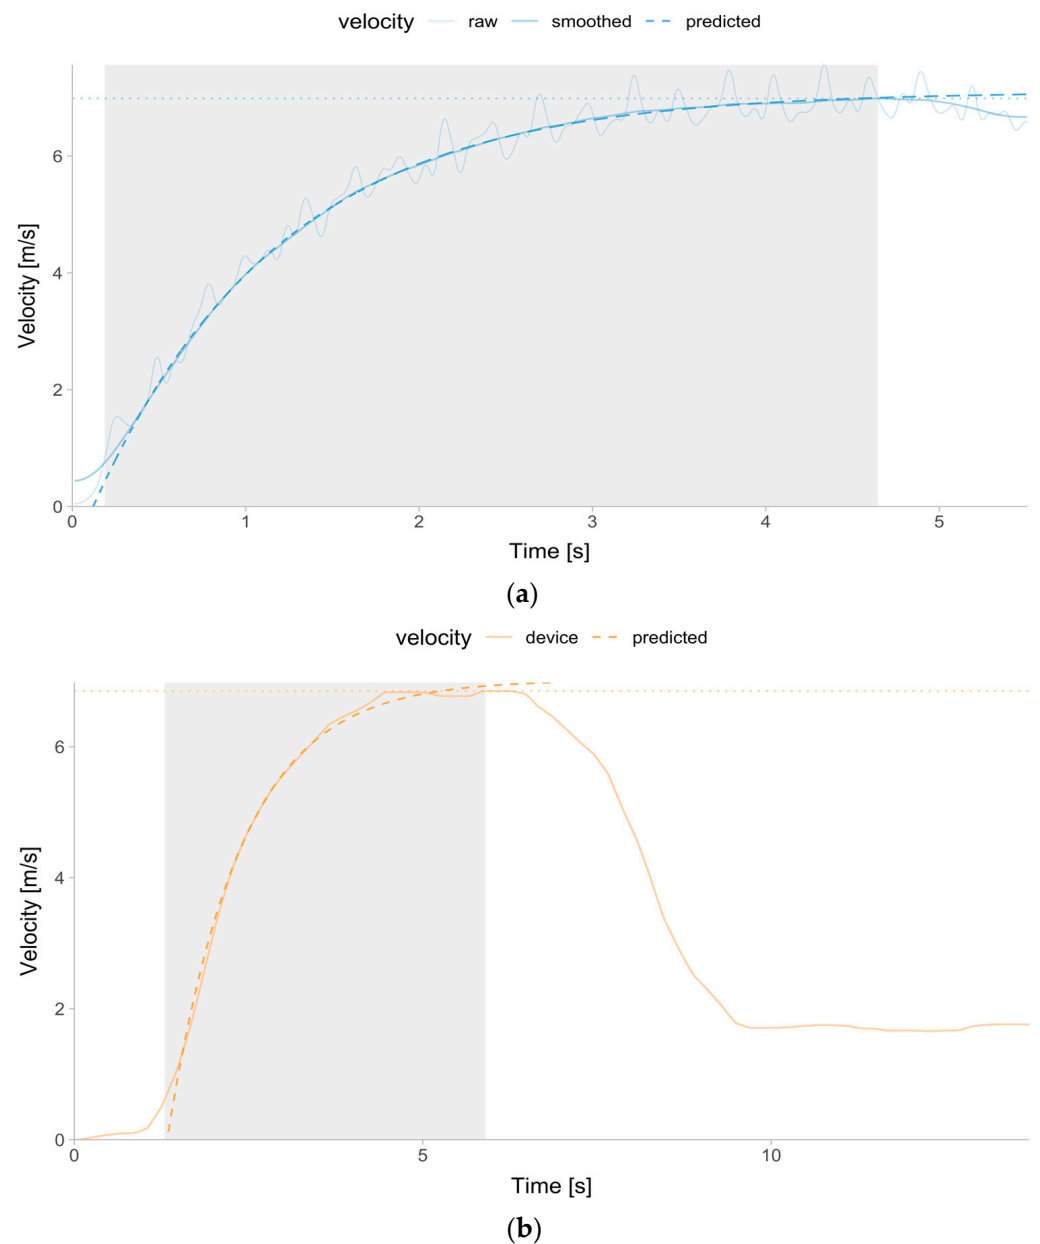 velocity raw smoothed predicted
6
4
2
0
0 1 2 3 4 5
Velocity [m/s]
Time [s]
(a)
velocity device predicted
6
4
2
0
0 5 10
Velocity [m/s]
Time [s]
(b)